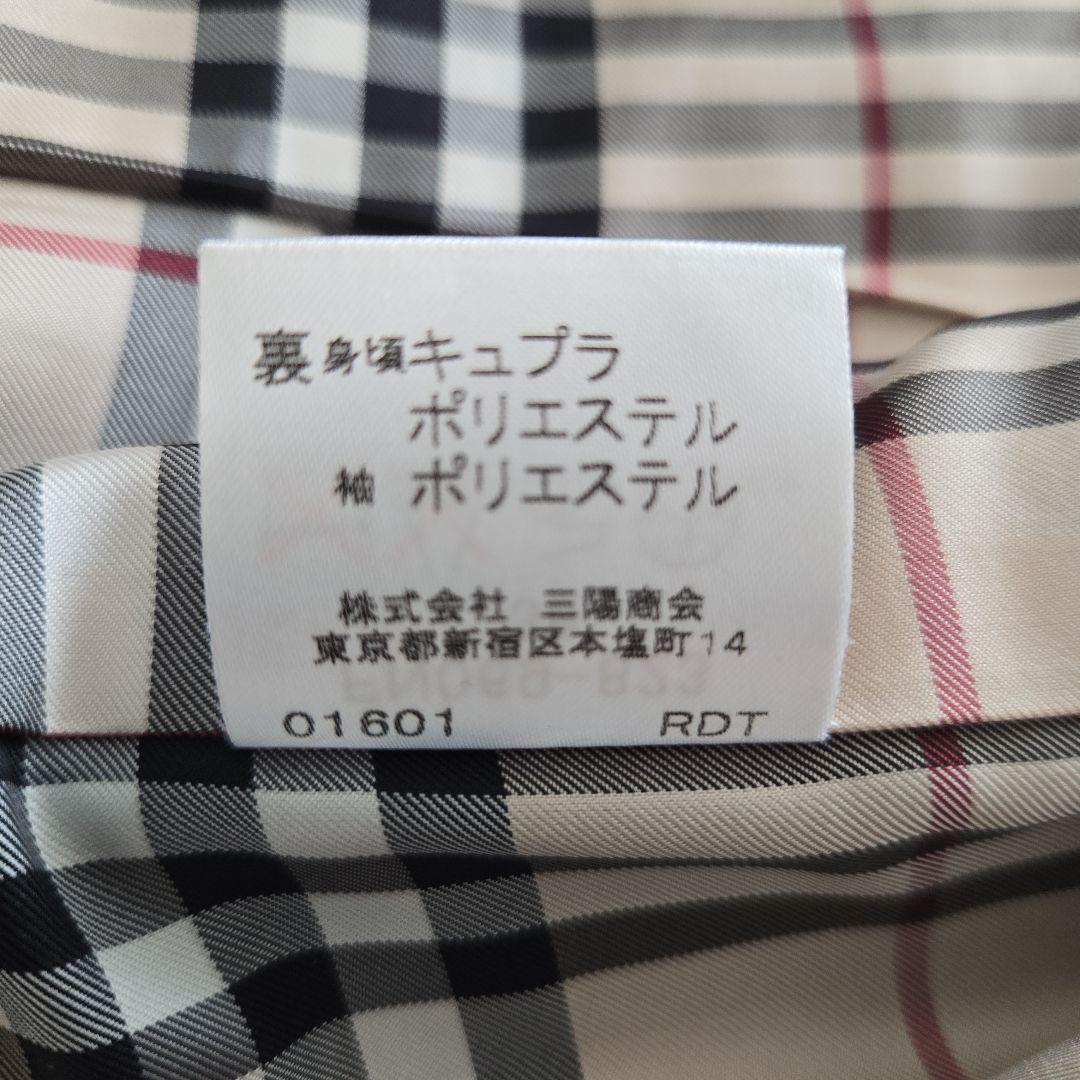 裏 身頃キュプラ
ポリエステル
袖 ポリエステル
株式会社 三陽商会
東京都新宿区本塩町14
01601 RDT